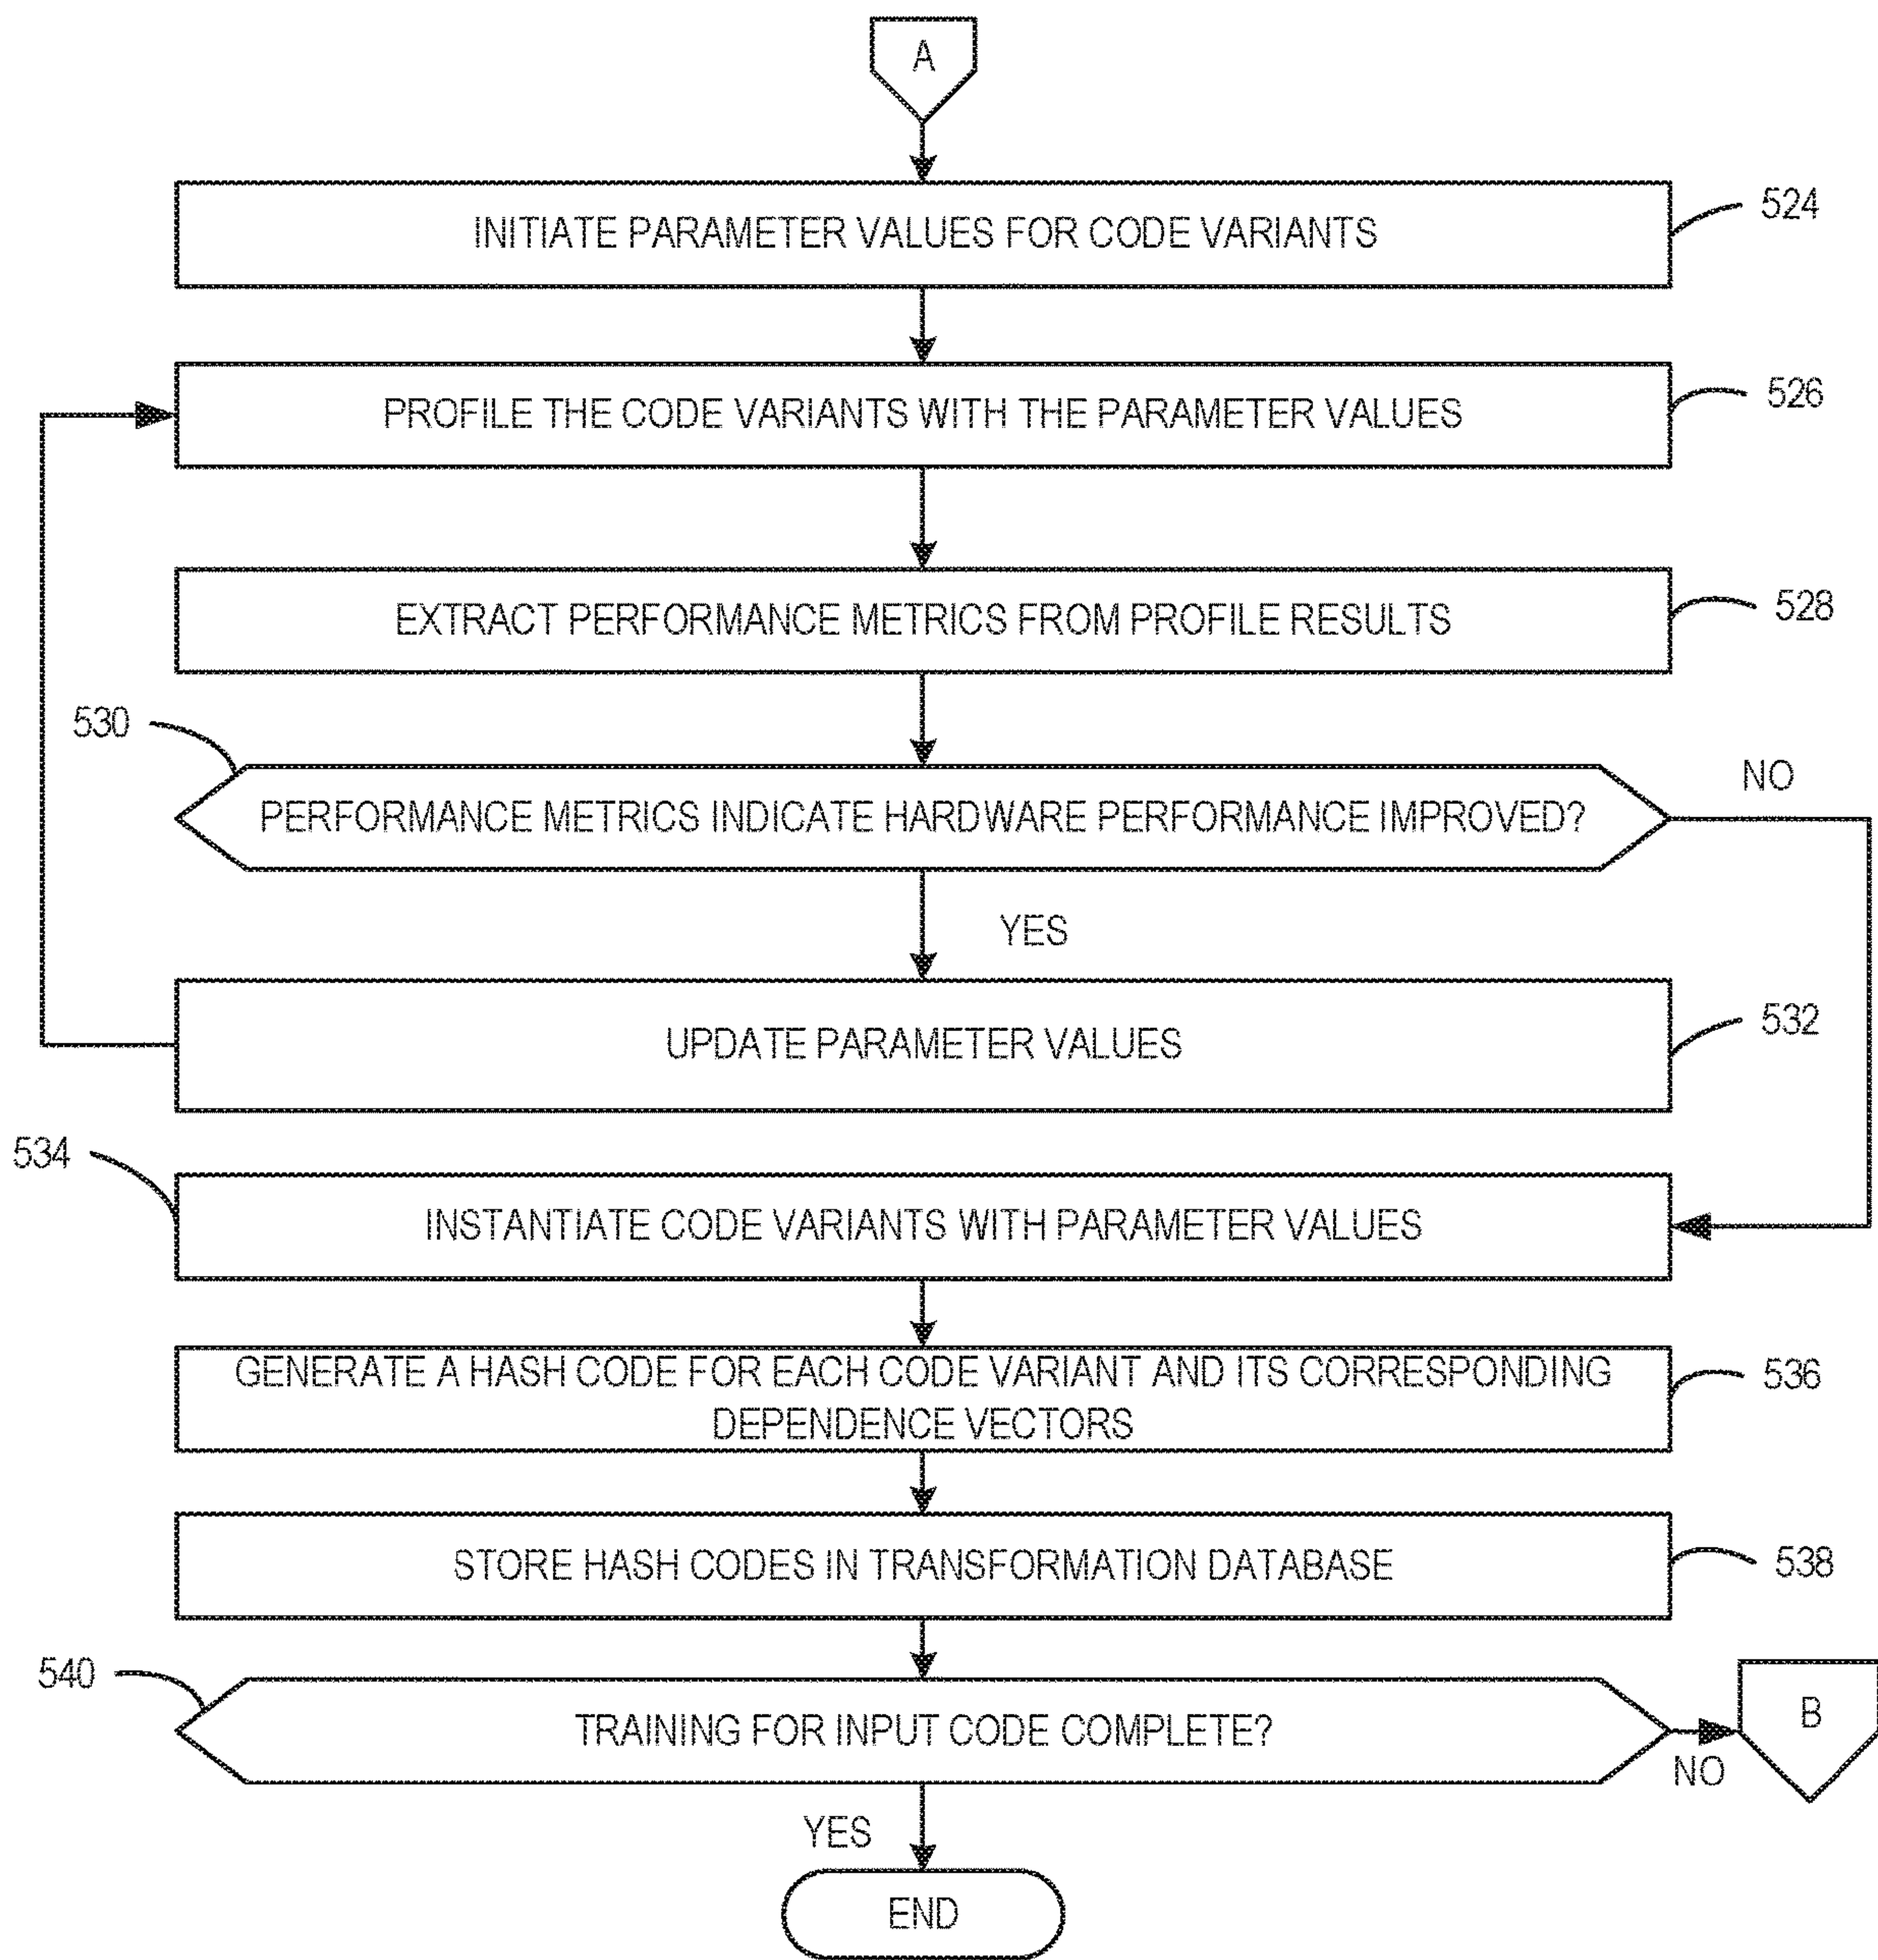 A
INITIATE PARAMETER VALUES FOR CODE VARIANTS
524
PROFILE THE CODE VARIANTS WITH THE PARAMETER VALUES
526
EXTRACT PERFORMANCE METRICS FROM PROFILE RESULTS
528
530
PERFORMANCE METRICS INDICATE HARDWARE PERFORMANCE IMPROVED?
NO
YES
UPDATE PARAMETER VALUES
532
534
INSTANTIATE CODE VARIANTS WITH PARAMETER VALUES
GENERATE A HASH CODE FOR EACH CODE VARIANT AND ITS CORRESPONDING
DEPENDENCE VECTORS
536
STORE HASH CODES IN TRANSFORMATION DATABASE
538
540
TRAINING FOR INPUT CODE COMPLETE?
NO
B
YES
END